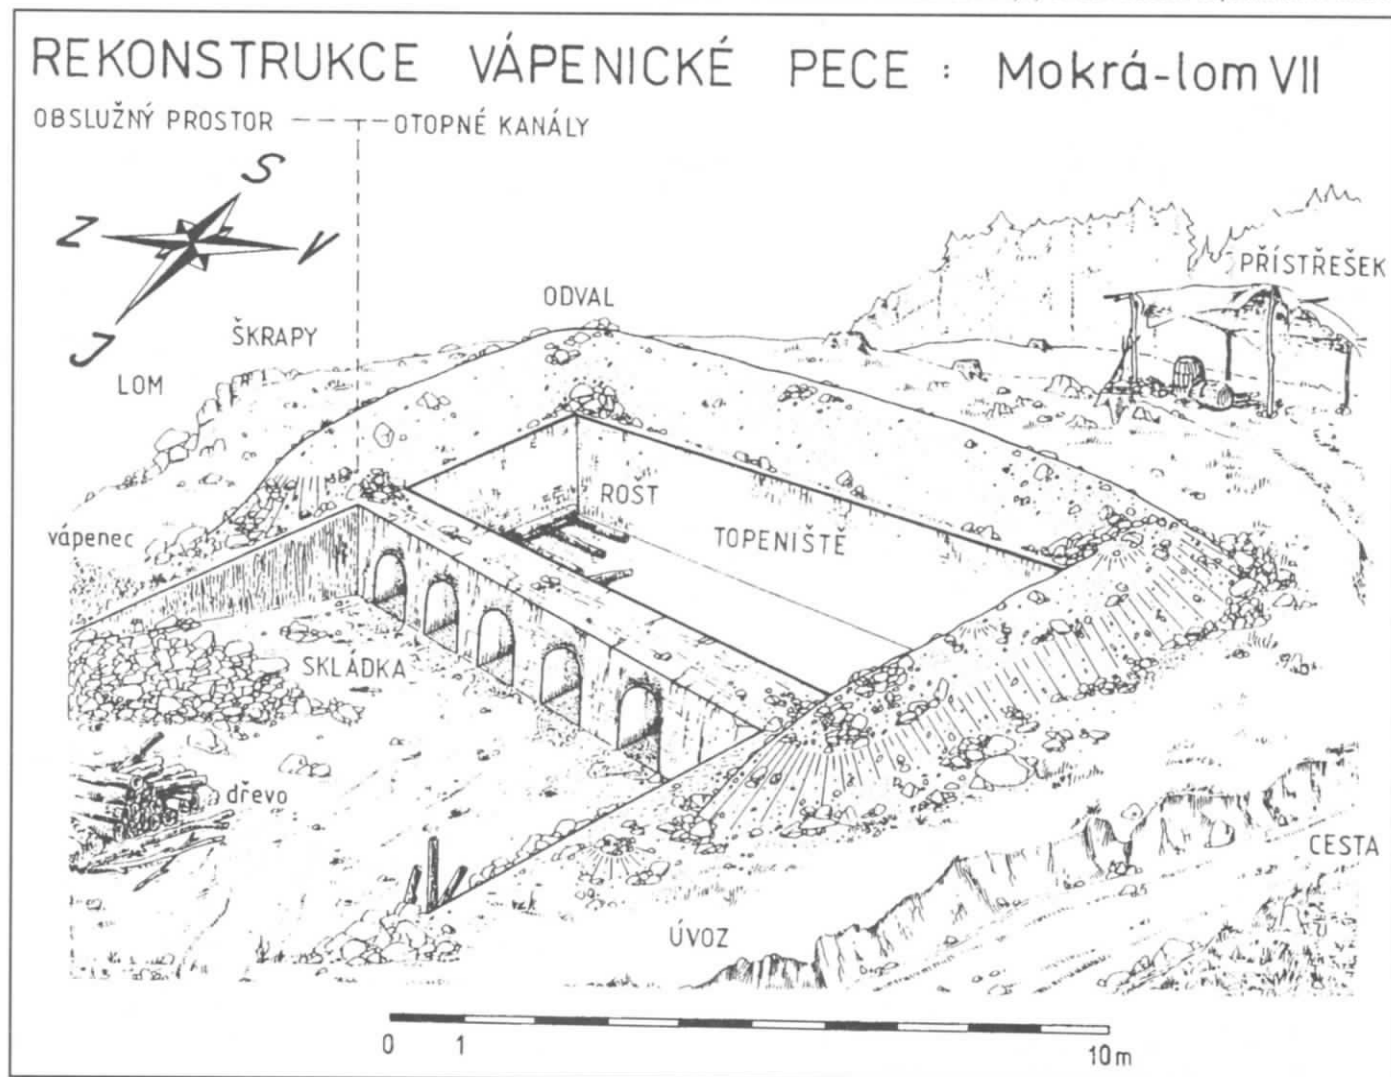 REKONSTRUKCE VÁPENICKÉ PECE : Mokrá-lom VII
OBSLUŽNÝ PROSTOR OTOPNÉ KANÁLY
S
Z
V
J
PŘÍSTŘEŠEK
ODVAL
ŠKRAPY
LOM
ROŠT
TOPENIŠTĚ
vápenec
SKLÁDKA
dřevo
CESTA
ÚVOZ
0 1 10m